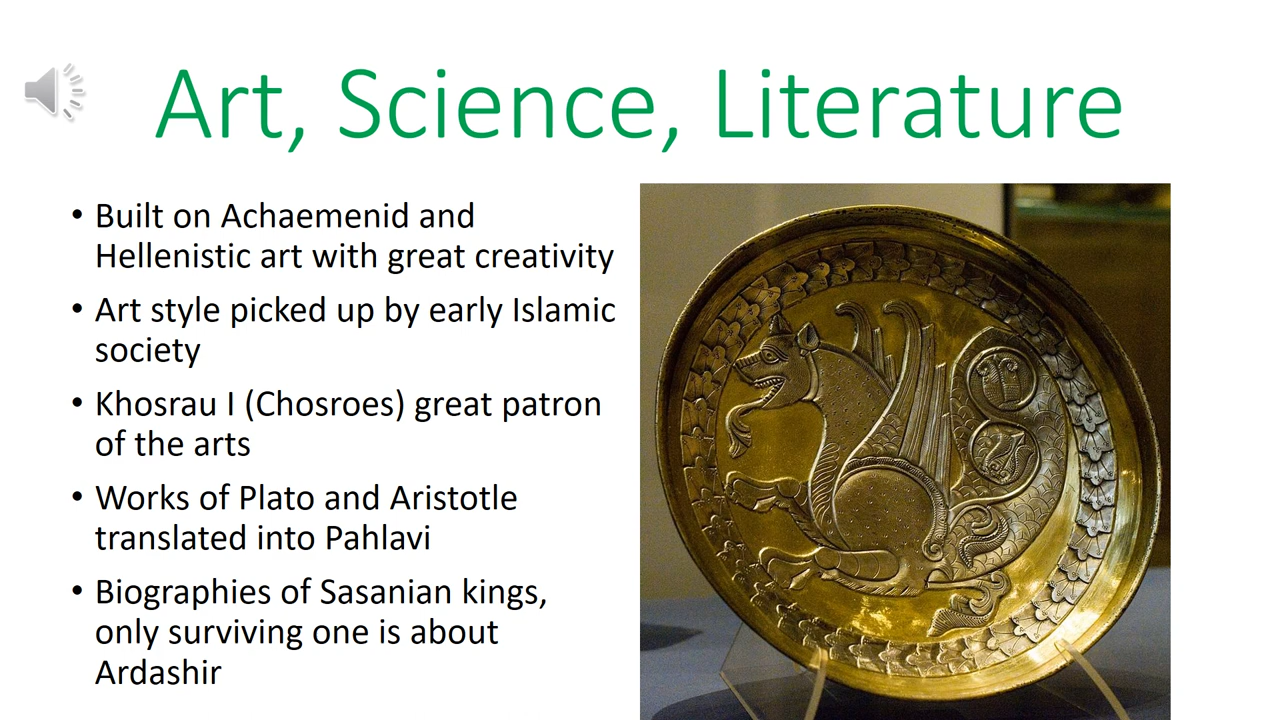 Art, Science, Literature
• Built on Achaemenid and
Hellenistic art with great creativity
• Art style picked up by early Islamic
society
• Khosrau I (Chosroes) great patron
of the arts
• Works of Plato and Aristotle
translated into Pahlavi
• Biographies of Sasanian kings,
only surviving one is about
Ardashir